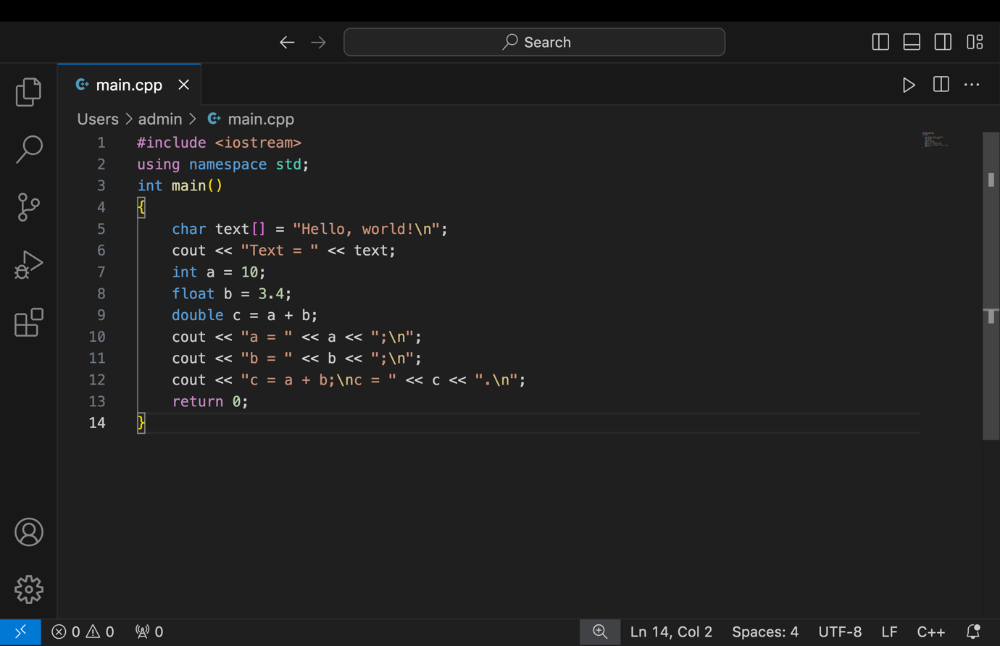 Search
main.cpp
Users > admin > main.cpp
1 #include <iostream>
2 using namespace std;
3 int main()
4 {
5     char text[] = "Hello, world!\n";
6     cout << "Text = " << text;
7     int a = 10;
8     float b = 3.4;
9     double c = a + b;
10     cout << "a = " << a << ";\n";
11     cout << "b = " << b << ";\n";
12     cout << "c = a + b;\nc = " << c << ".\n";
13     return 0;
14 }
0 0 0 Ln 14, Col 2 Spaces: 4 UTF-8 LF C++